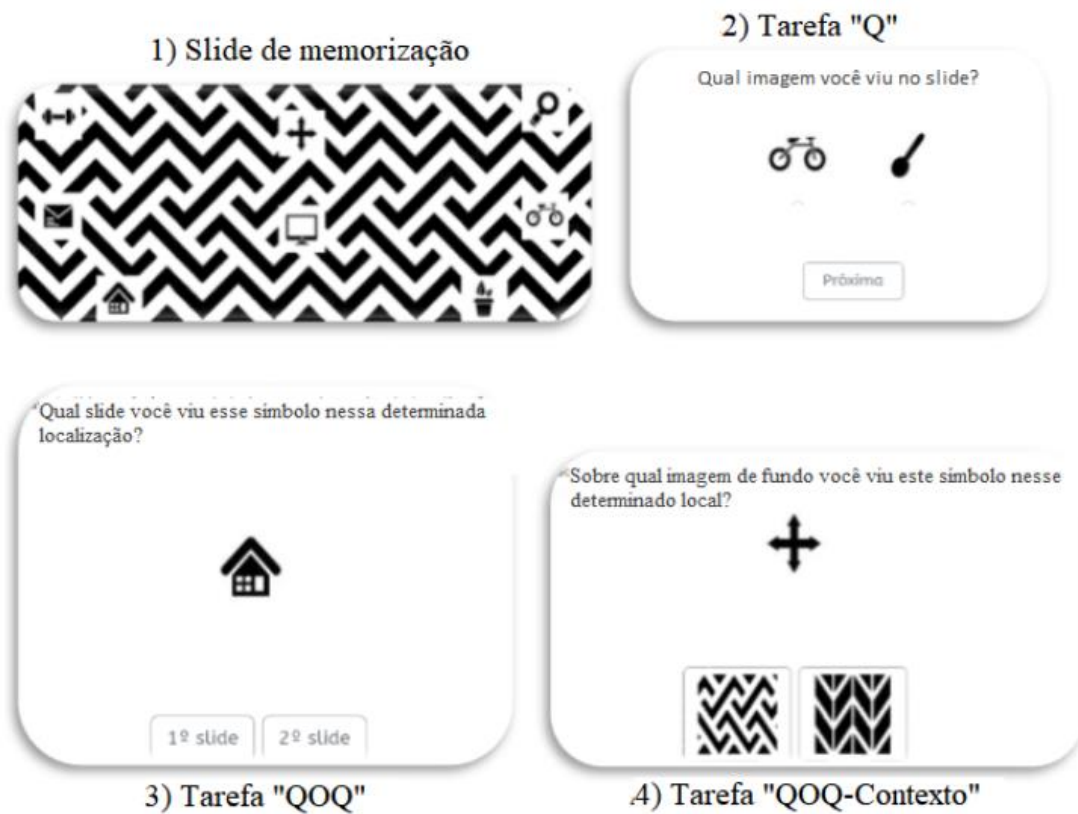 1) Slide de memorização
2) Tarefa "Q"
Qual imagem você viu no slide?
Próxima
Qual slide você viu esse simbolo nessa determinada
localização?
1º slide
2º slide
3) Tarefa "QOQ"
Sobre qual imagem de fundo você viu este simbolo nesse
determinado local?
.4) Tarefa "QOQ-Contexto"